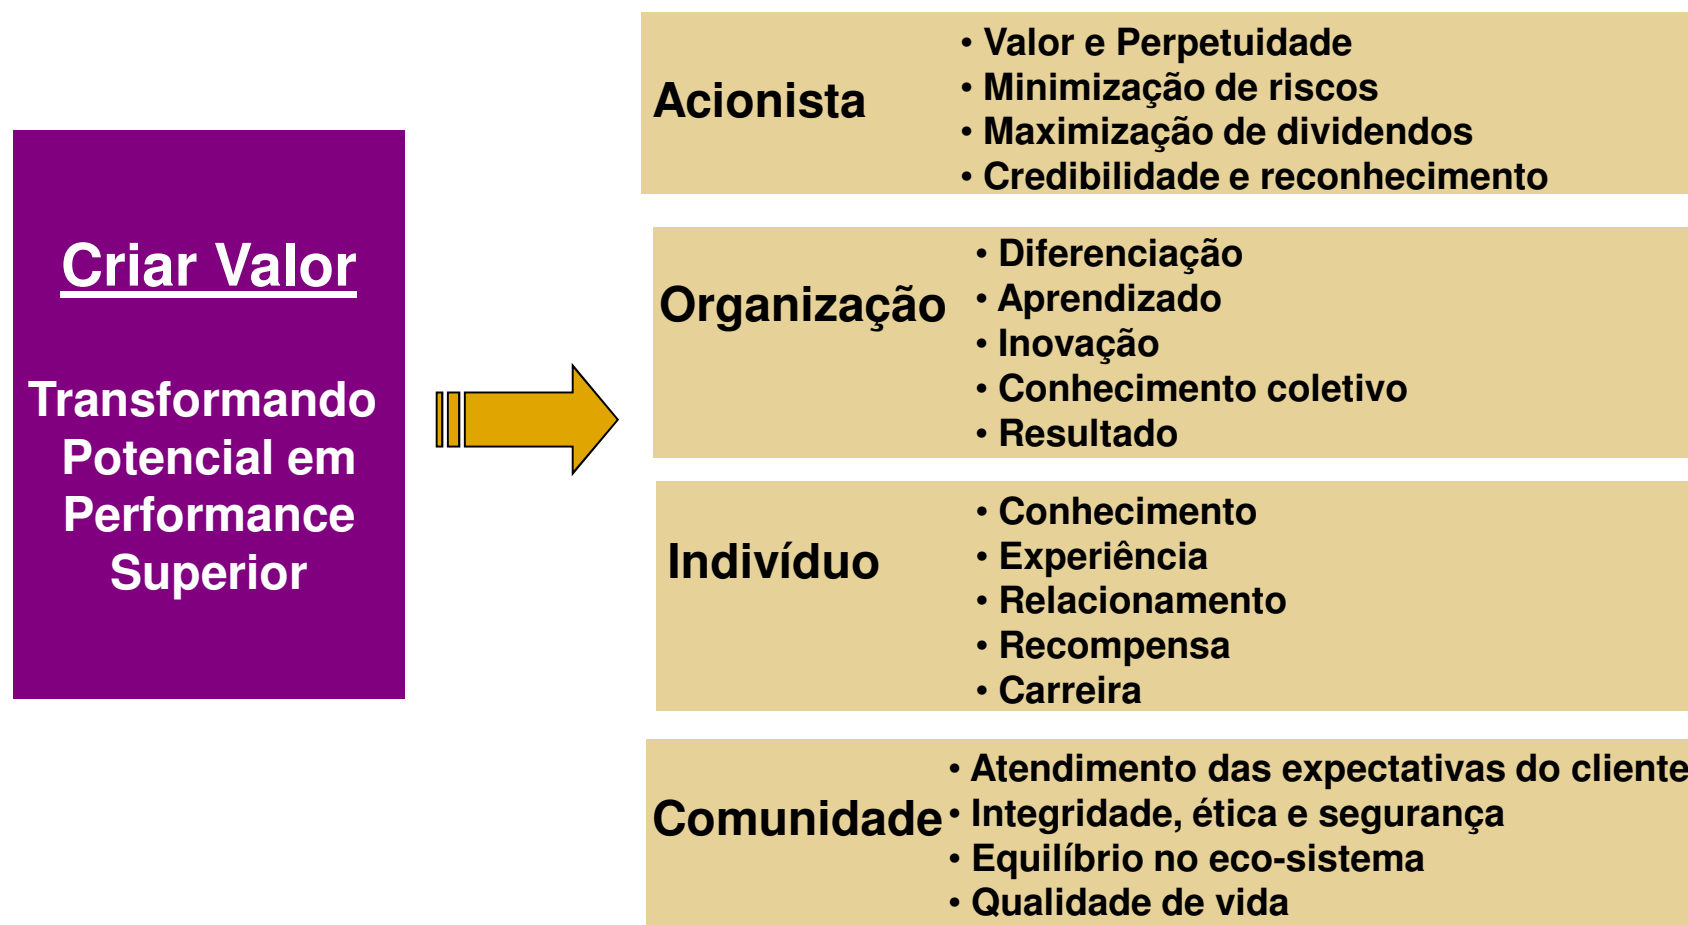 Criar Valor
Transformando
Potencial em
Performance
Superior
Acionista
• Valor e Perpetuidade
• Minimização de riscos
• Maximização de dividendos
• Credibilidade e reconhecimento
Organização
• Diferenciação
• Aprendizado
• Inovação
• Conhecimento coletivo
• Resultado
Indivíduo
• Conhecimento
• Experiência
• Relacionamento
• Recompensa
• Carreira
Comunidade
• Atendimento das expectativas do cliente
• Integridade, ética e segurança
• Equilíbrio no eco-sistema
• Qualidade de vida